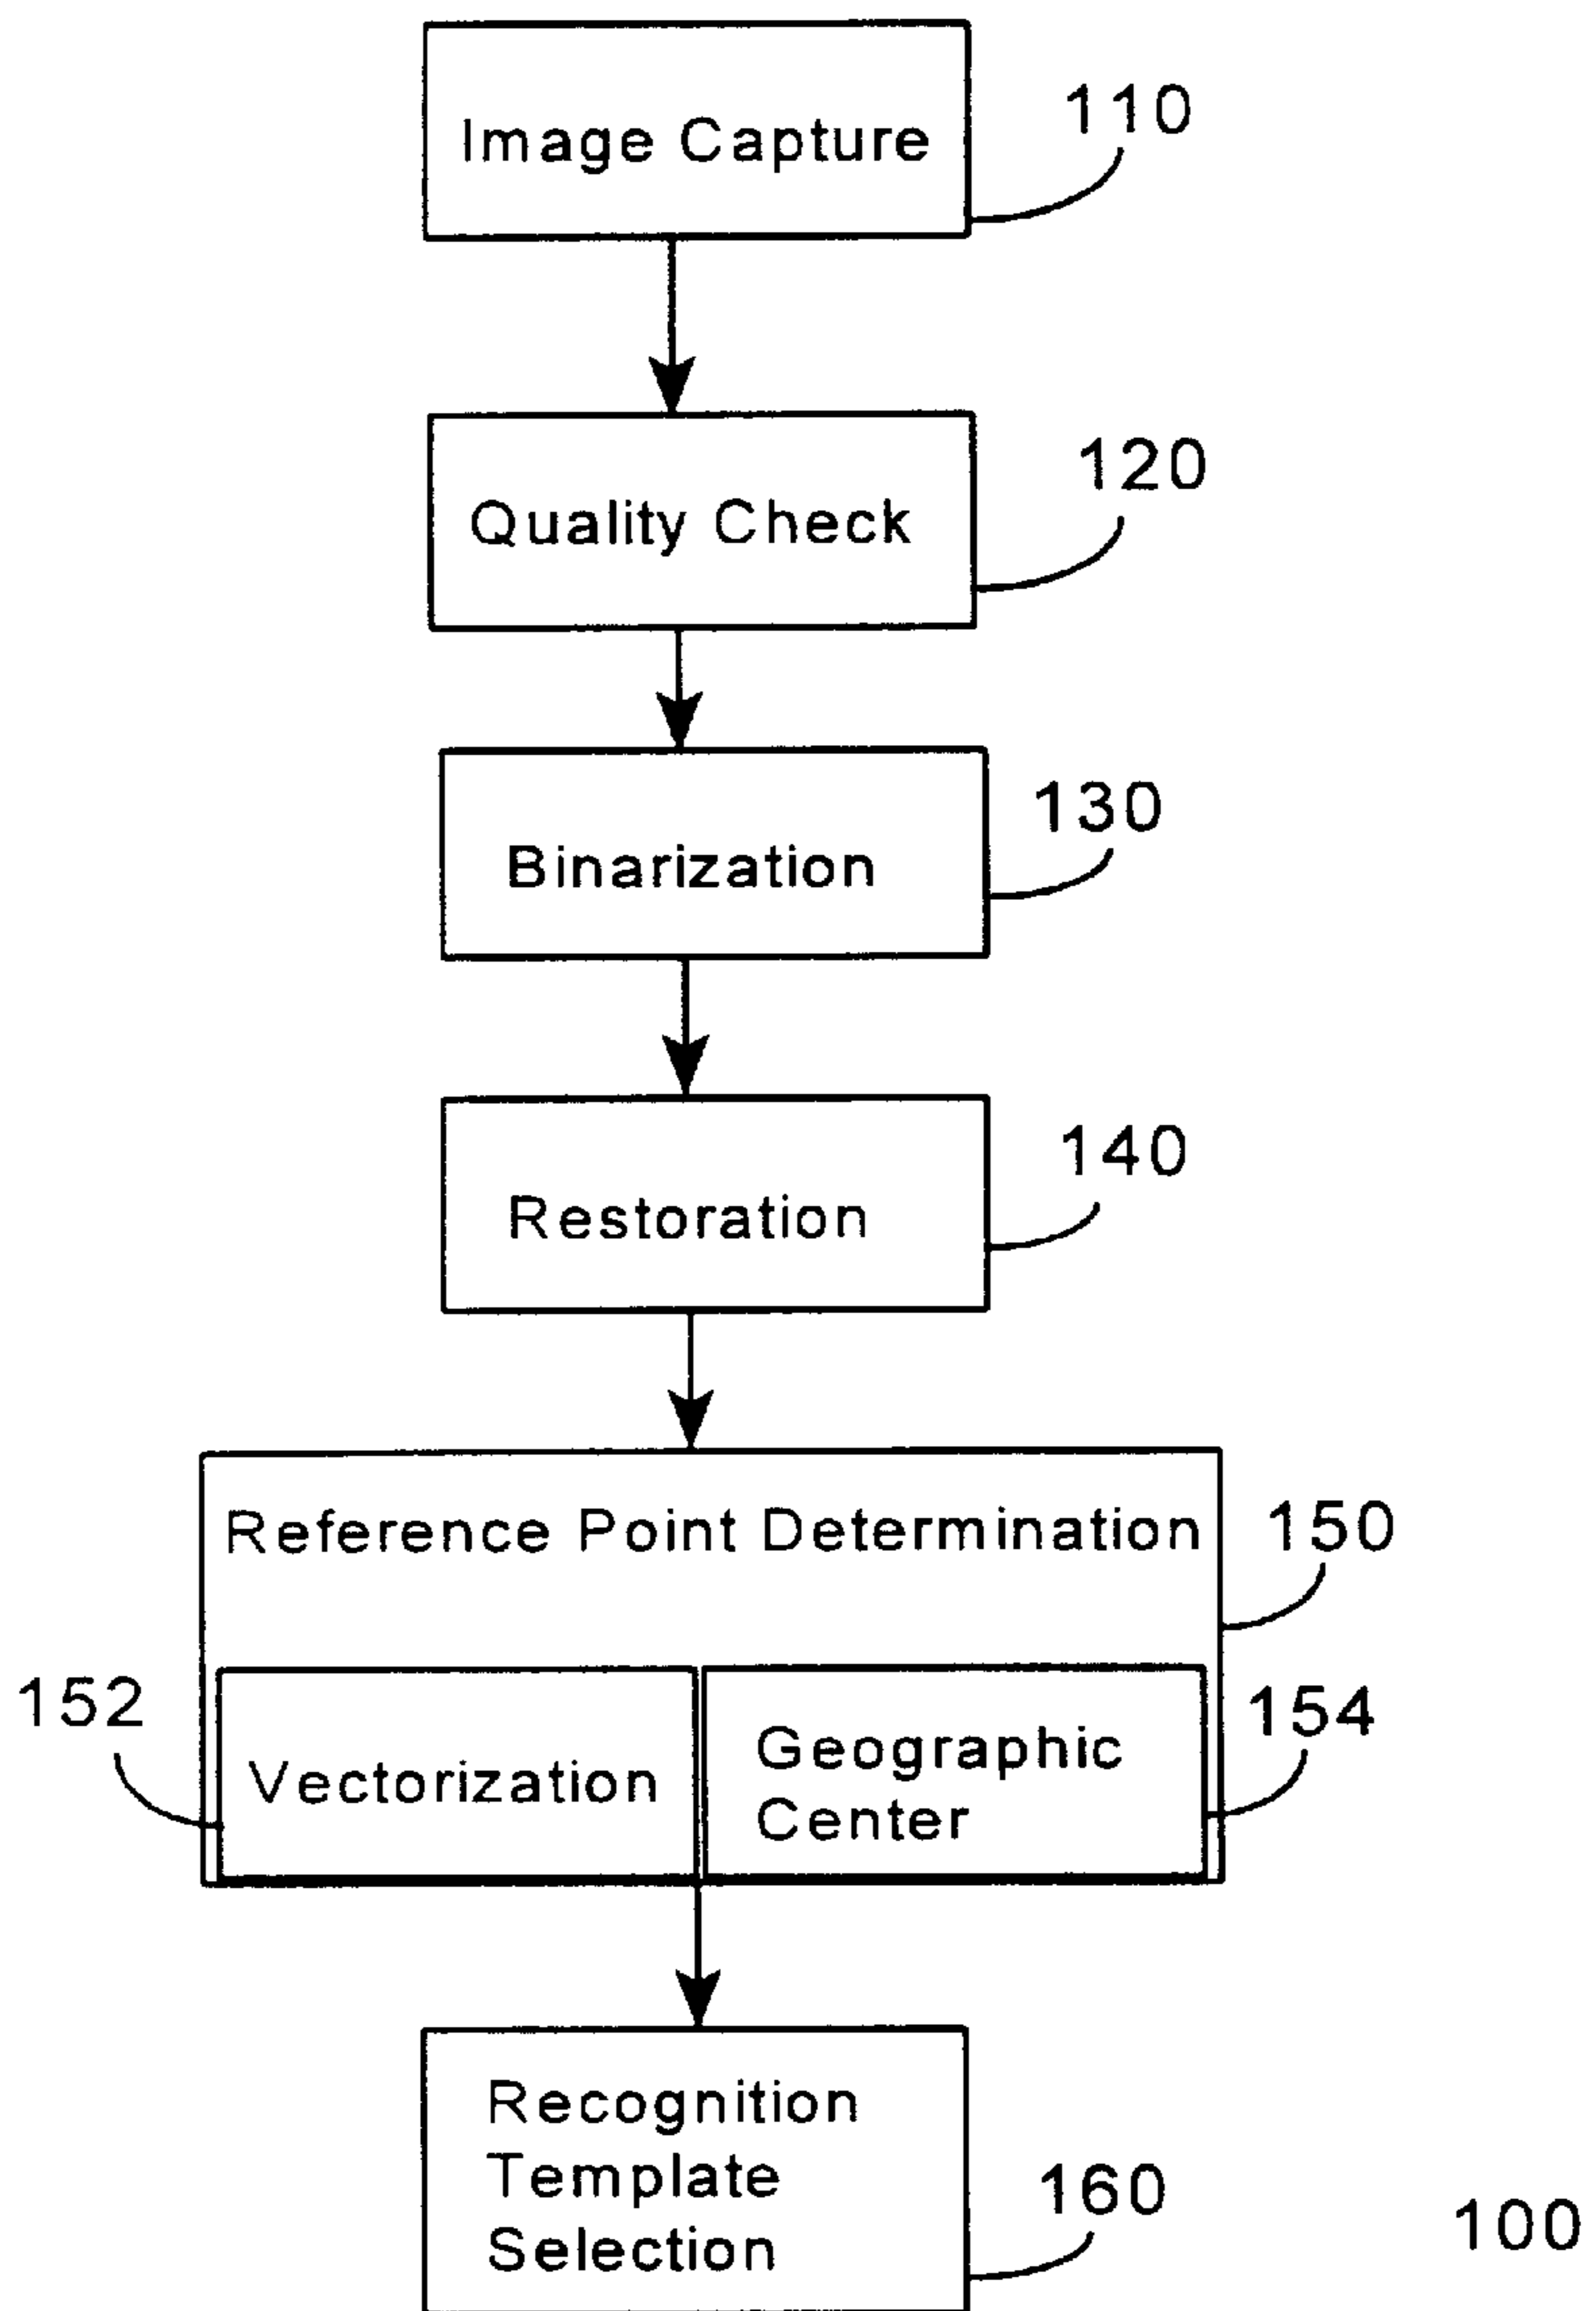 Image Capture
110
Quality Check
120
Binarization
130
Restoration
140
Reference Point Determination
150
152
Vectorization
Geographic
Center
154
Recognition
Template
Selection
160
100